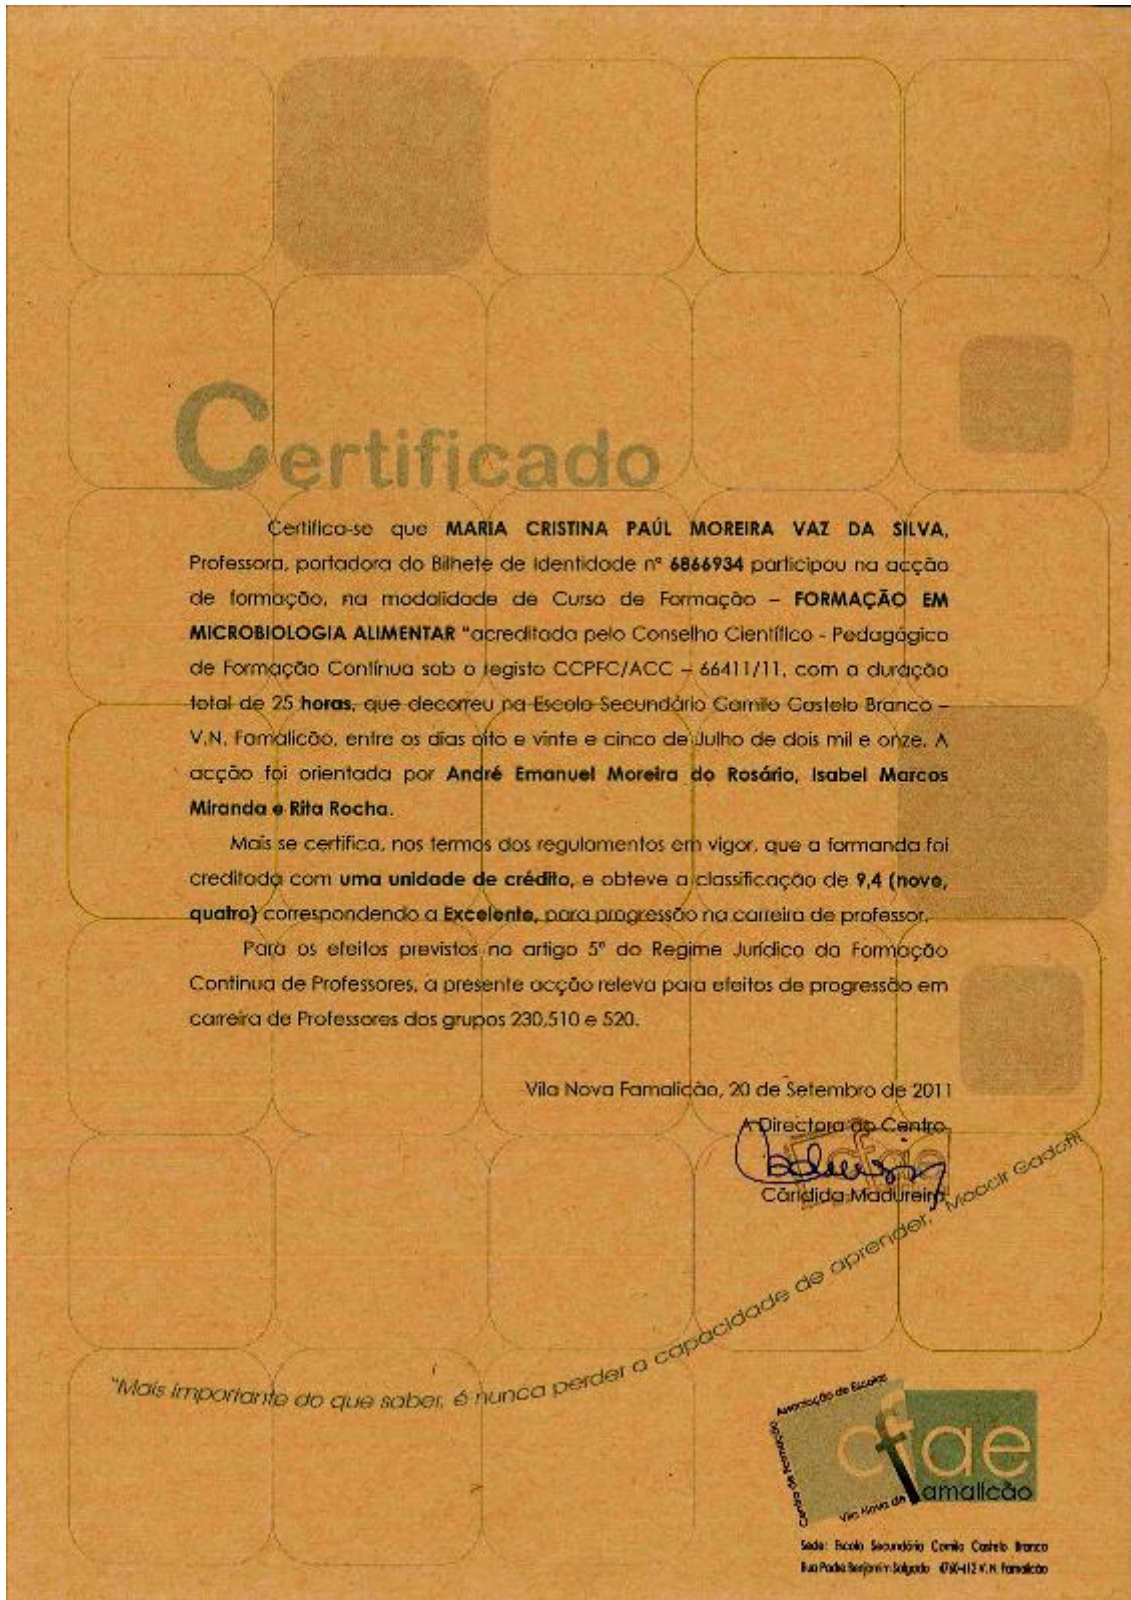 Certificado
Certifica-se que MARIA CRISTINA PAÚL MOREIRA VAZ DA SILVA,
Professora, portadora do Bilhete de Identidade nº 6866934 participou na acção
de formação, na modalidade de Curso de Formação – FORMAÇÃO EM
MICROBIOLOGIA ALIMENTAR "acreditada pelo Conselho Científico - Pedagógico
de Formação Contínua sob o registo CCPFC/ACC – 66411/11, com a duração
total de 25 horas, que decorreu na Escola Secundário Camilo Castelo Branco –
V.N. Famalicão, entre os dias oito e vinte e cinco de Julho de dois mil e onze. A
acção foi orientada por André Emanuel Moreira do Rosário, Isabel Marcos
Miranda e Rita Rocha.
Mais se certifica, nos termos dos regulamentos em vigor, que a formanda foi
creditada com uma unidade de crédito, e obteve a classificação de 9,4 (nove,
quatro) correspondendo a Excelente, para progressão na carreira de professor.
Para os efeitos previstos no artigo 5º do Regime Jurídico da Formação
Contínua de Professores, a presente acção releva para efeitos de progressão em
carreira de Professores dos grupos 230,510 e 520.
Vila Nova Famalicão, 20 de Setembro de 2011
A Directora do Centro
Cândida Madureira
"Mais importante do que saber, é nunca perder a capacidade de aprender, Moacir Gadotti
Associação de Escolas
Centro de Formação
cfae
Vila Nova de famalicão
Sede: Escola Secundária Camilo Castelo Branco
Rua Padre Benjamim Salgado 4760-412 V.N. Famalicão